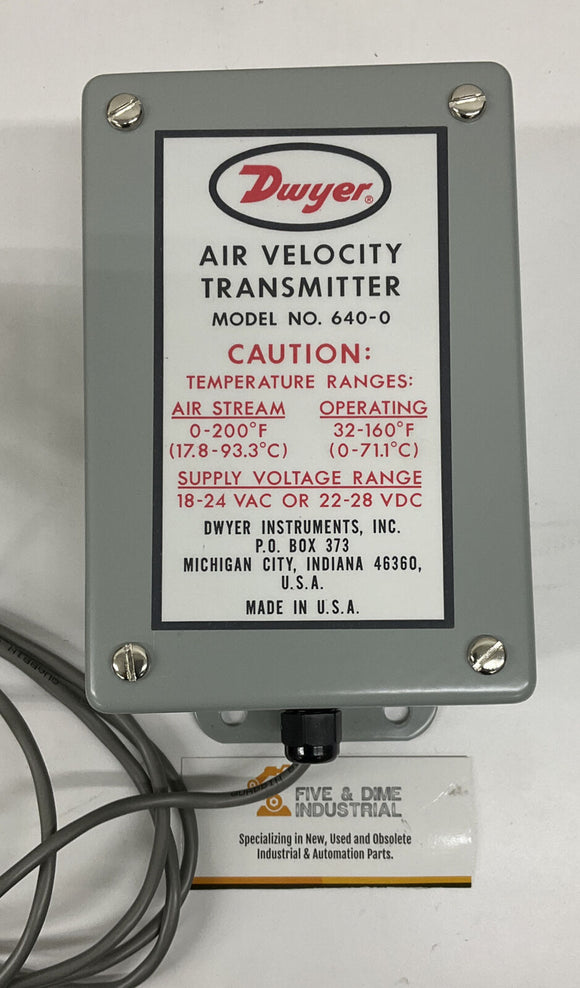 Dwyer®
AIR VELOCITY
TRANSMITTER
MODEL NO. 640-0
CAUTION:
TEMPERATURE RANGES:
AIR STREAM OPERATING
0-200°F 32-160°F
(17.8-93.3°C) (0-71.1°C)
SUPPLY VOLTAGE RANGE
18-24 VAC OR 22-28 VDC
DWYER INSTRUMENTS, INC.
P.O. BOX 373
MICHIGAN CITY, INDIANA 46360,
U.S.A.
MADE IN U.S.A.
FIVE & DIME
INDUSTRIAL
Specializing in New, Used and Obsolete
Industrial & Automation Parts.